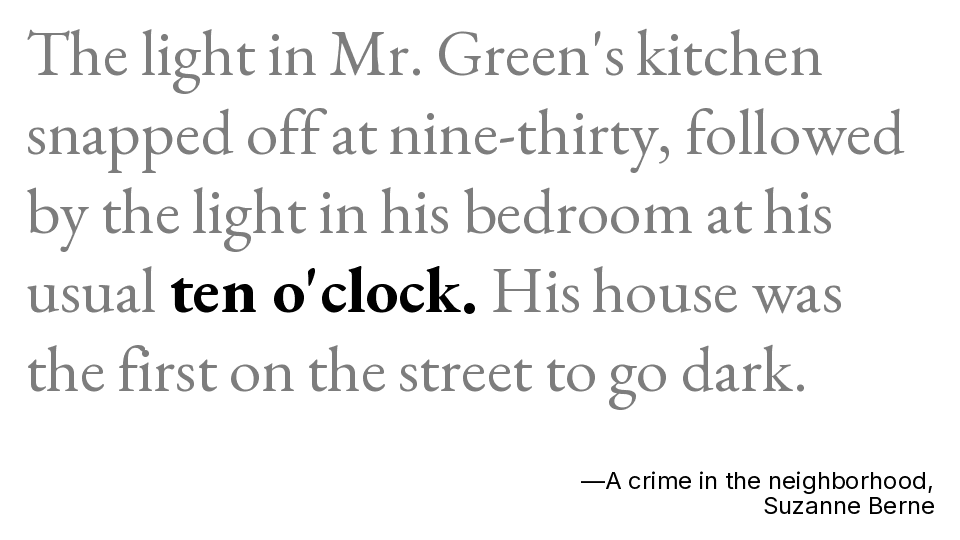 The light in Mr. Green's kitchen
snapped off at nine-thirty, followed
by the light in his bedroom at his
usual ten o'clock. His house was
the first on the street to go dark.
—A crime in the neighborhood,
Suzanne Berne